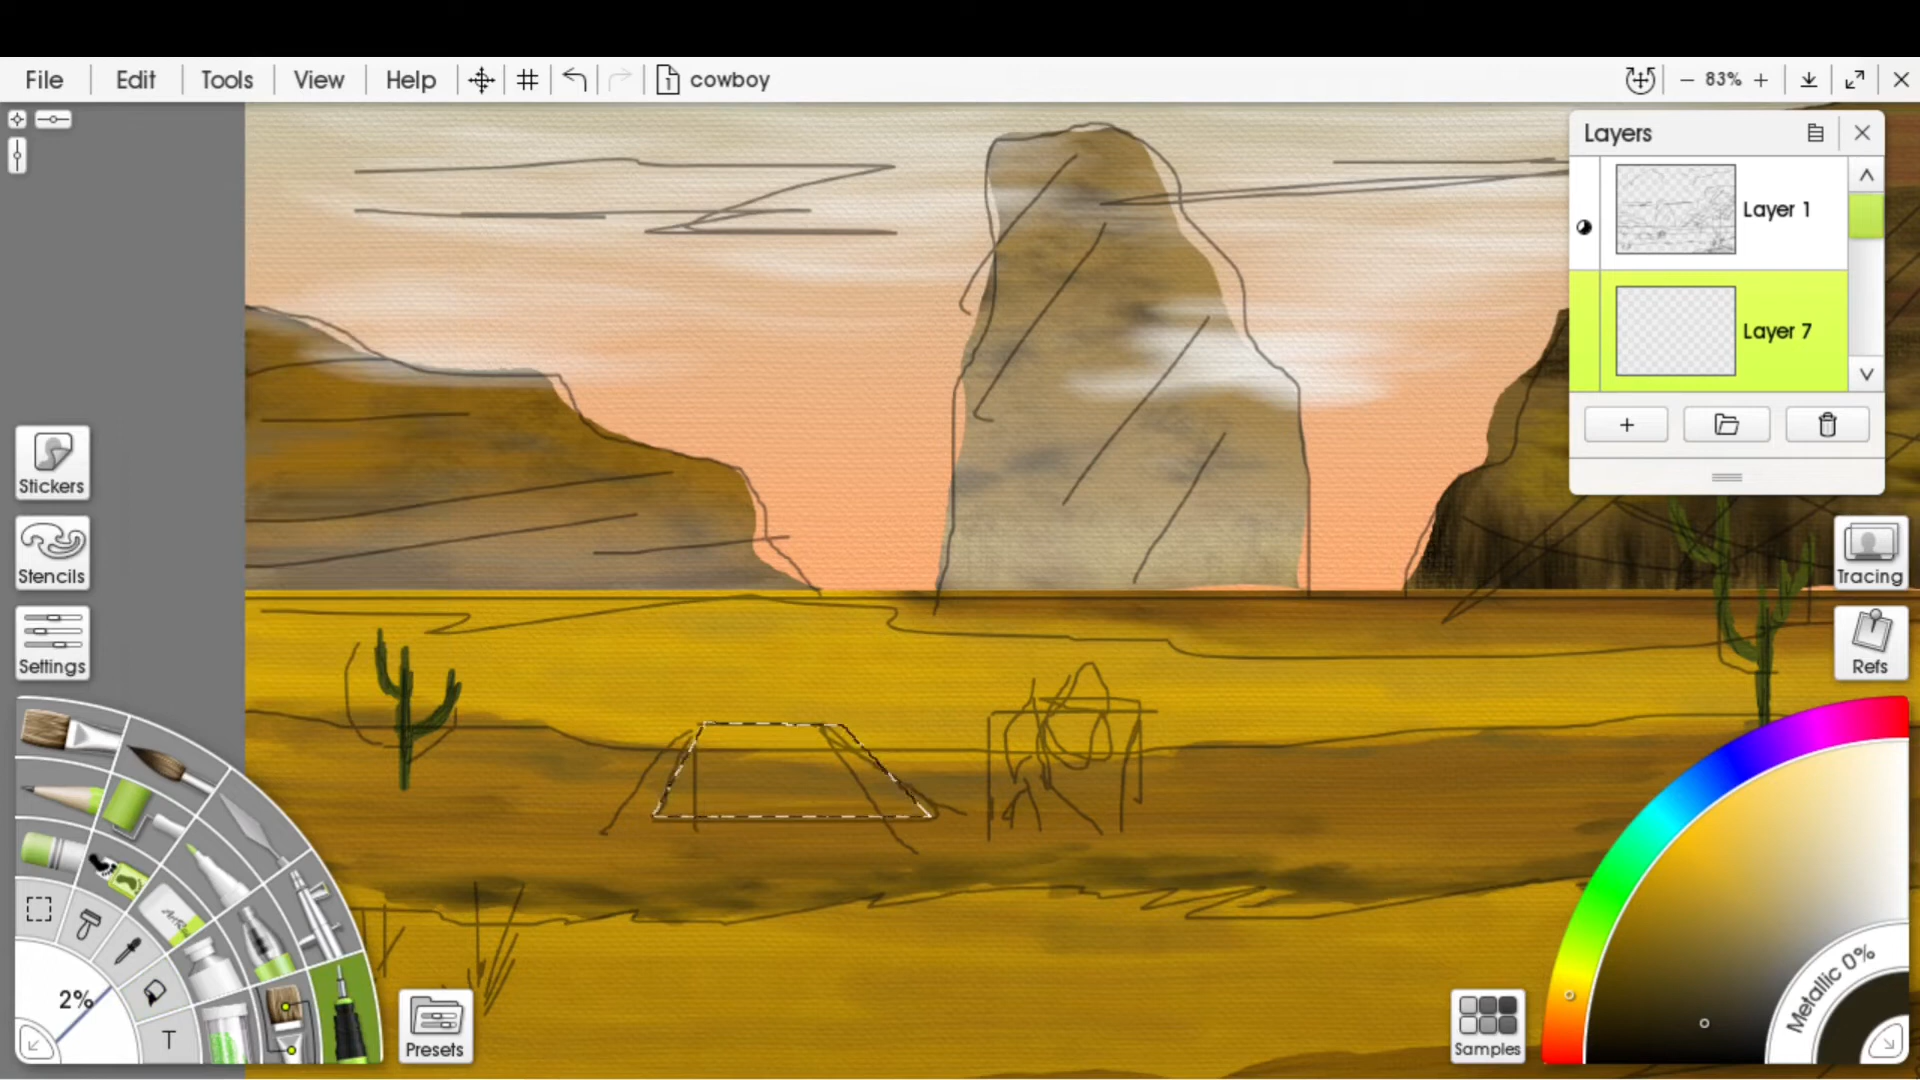 File Edit Tools View Help 1 cowboy 83%
Layers
Layer 1
Layer 7
Stickers
Stencils
Settings
Tracing
Refs
2%
T
Presets
Samples
Metallic 0%